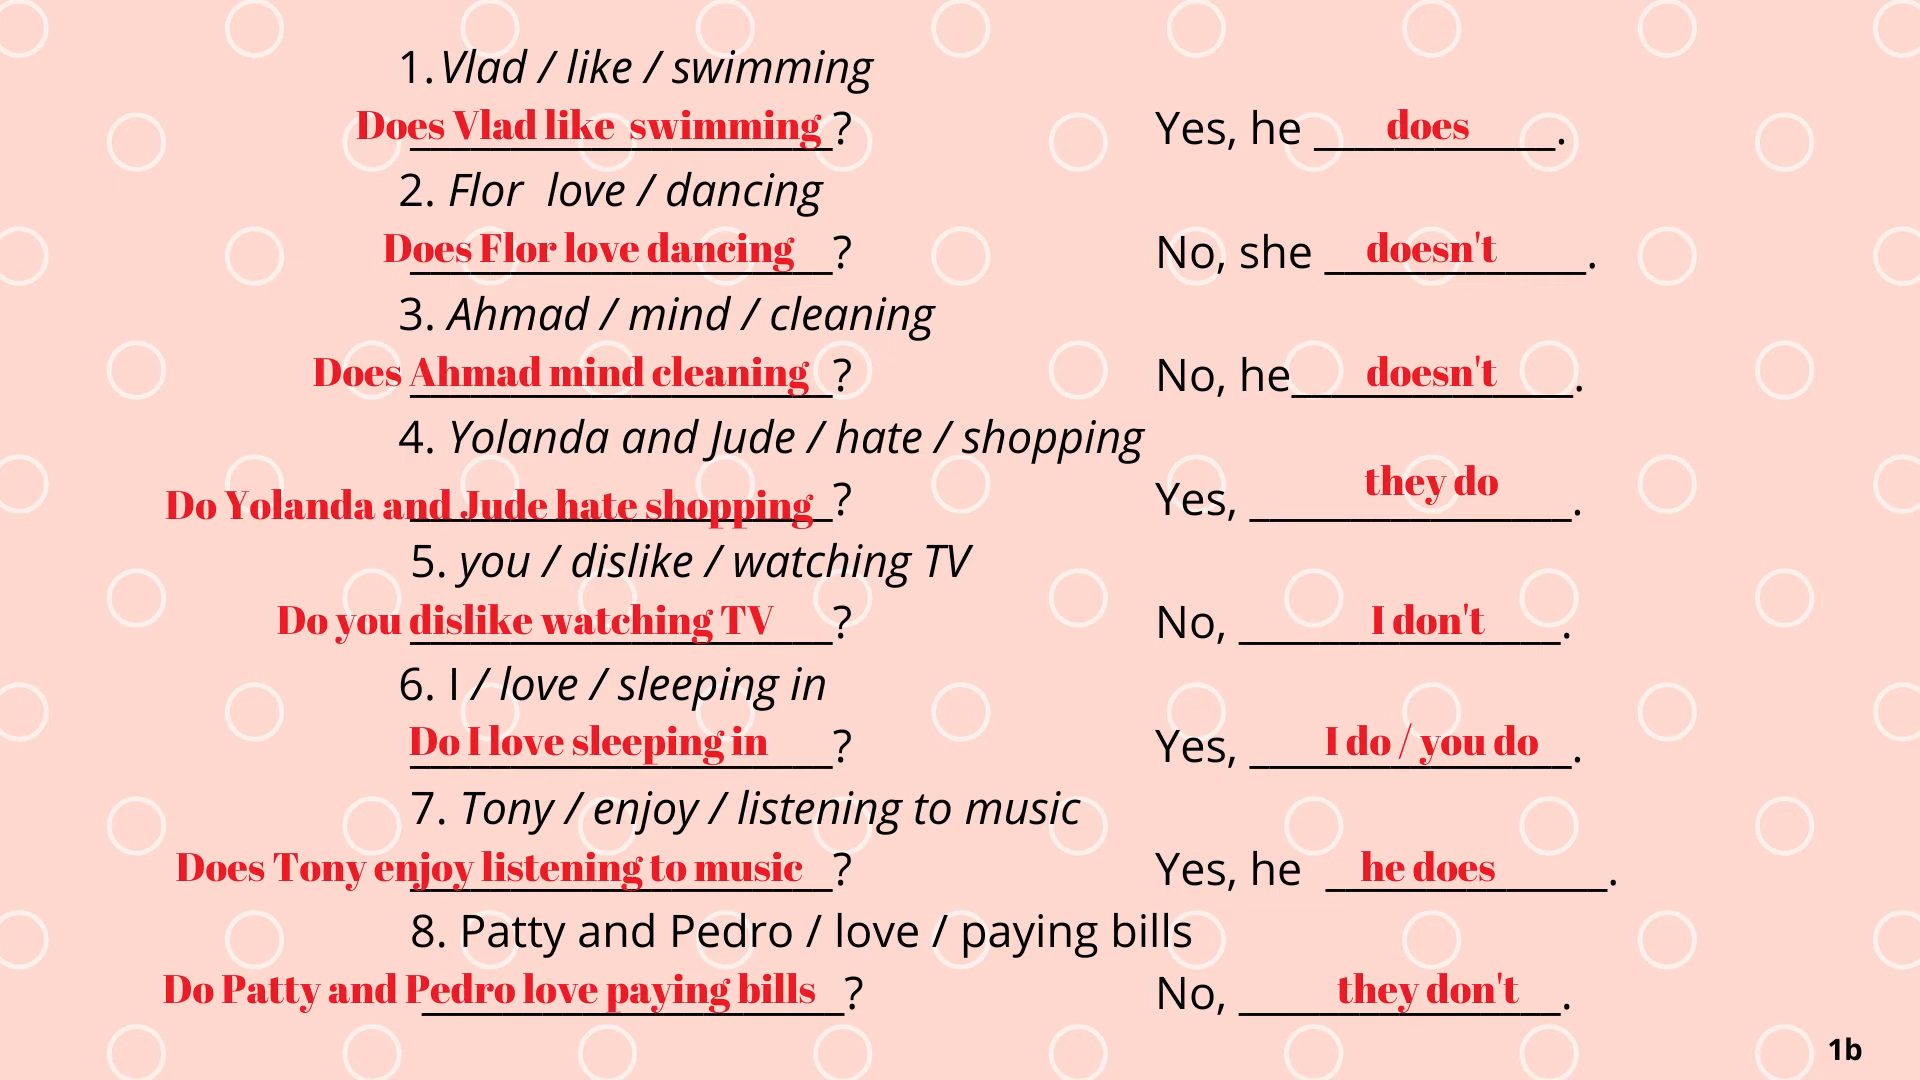 1. Vlad / like / swimming
Does Vlad like swimming? Yes, he does.
2. Flor love / dancing
Does Flor love dancing? No, she doesn't.
3. Ahmad / mind / cleaning
Does Ahmad mind cleaning? No, he doesn't.
4. Yolanda and Jude / hate / shopping
Do Yolanda and Jude hate shopping? Yes, they do.
5. you / dislike / watching TV
Do you dislike watching TV? No, I don't.
6. I / love / sleeping in
Do I love sleeping in? Yes, I do / you do.
7. Tony / enjoy / listening to music
Does Tony enjoy listening to music? Yes, he he does.
8. Patty and Pedro / love / paying bills
Do Patty and Pedro love paying bills? No, they don't.
1b